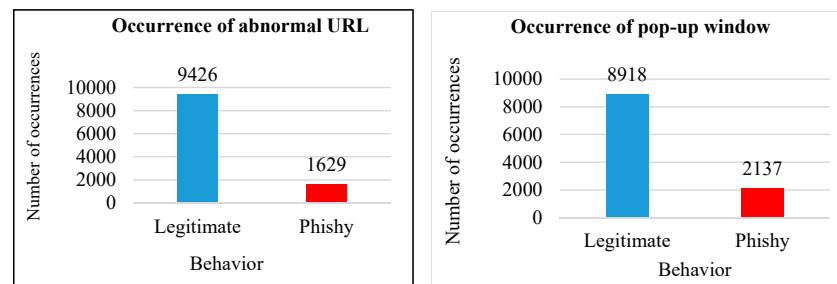 Occurrence of abnormal URL
Number of occurrences
10000
8000
6000
4000
2000
0
9426
1629
Legitimate Phishy
Behavior
Occurrence of pop-up window
Number of occurrences
10000
8000
6000
4000
2000
0
8918
2137
Legitimate Phishy
Behavior